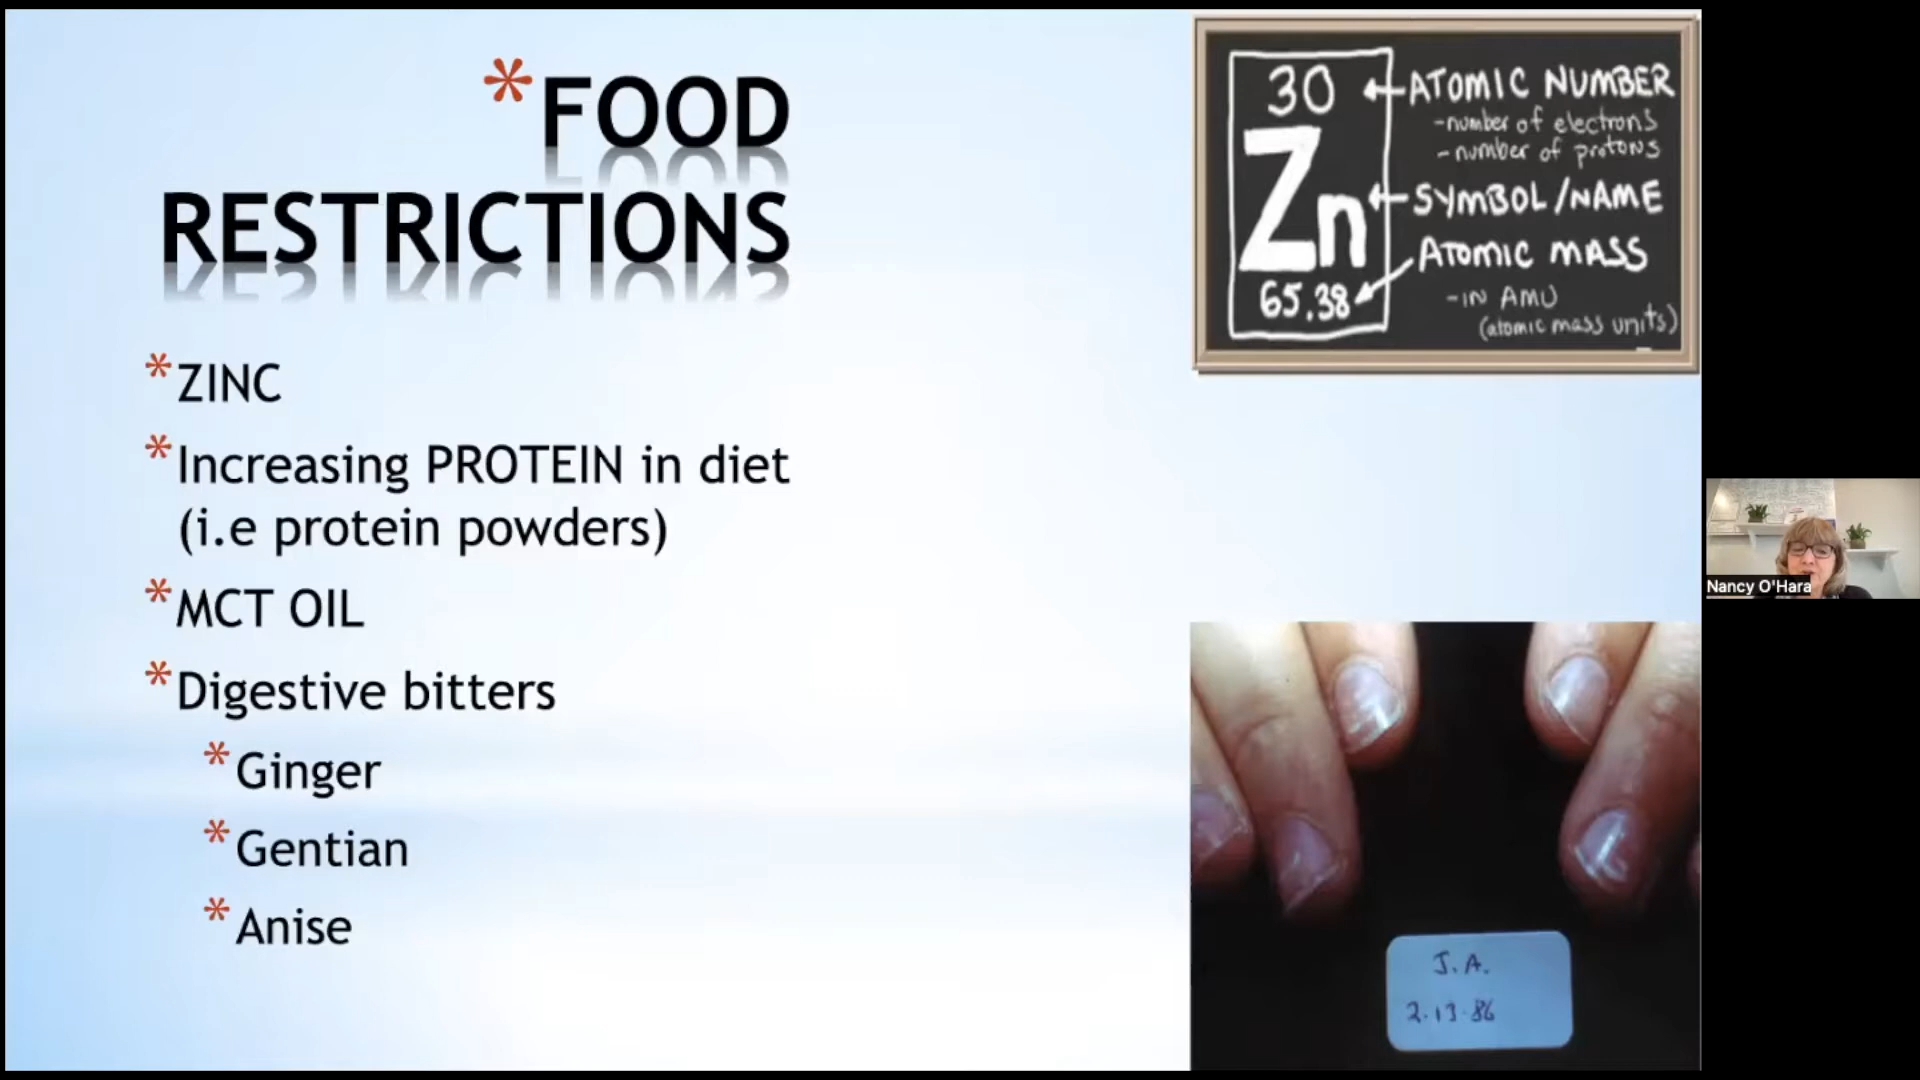 *FOOD
RESTRICTIONS
*ZINC
*Increasing PROTEIN in diet
(i.e protein powders)
*MCT OIL
*Digestive bitters
*Ginger
*Gentian
*Anise
30
ATOMIC NUMBER
-number of electrons
-number of protons
Zn
SYMBOL/NAME
ATOMIC MASS
65.38
-IN AMU
(atomic mass units)
Nancy O'Hara
J.A.
2.13.86